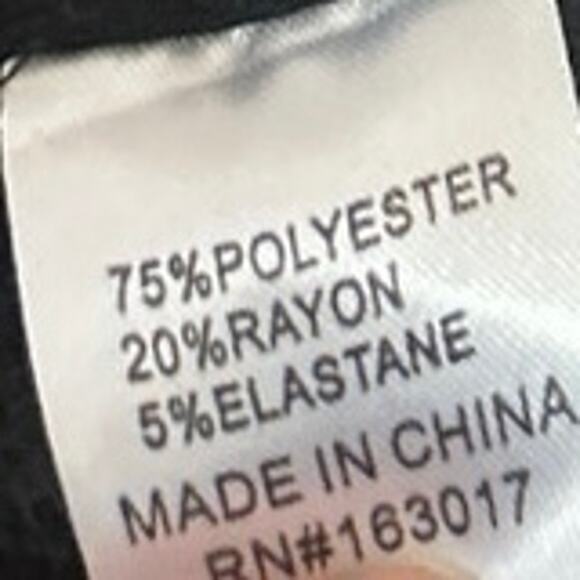 75%POLYESTER
20%RAYON
5%ELASTANE
MADE IN CHINA
RN#163017